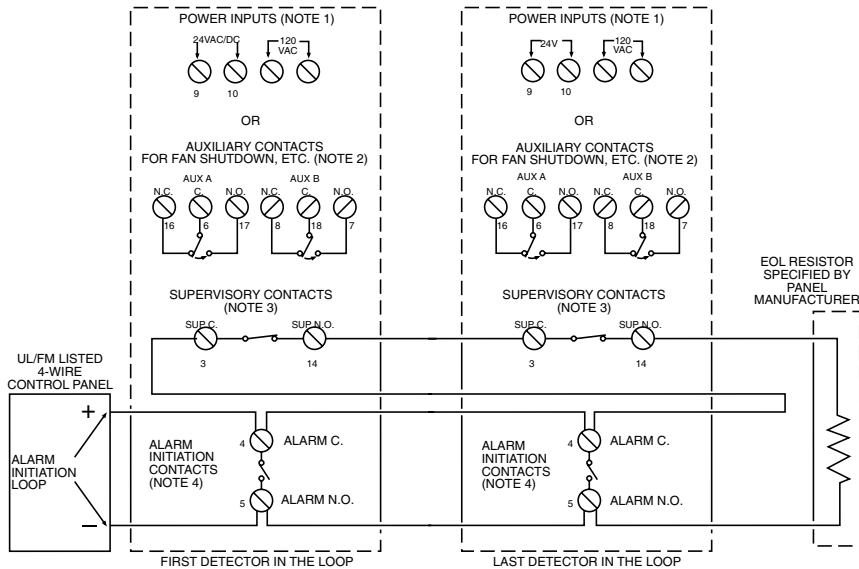 POWER INPUTS (NOTE 1)
24VAC/DC
120
VAC
9
10
OR
AUXILIARY CONTACTS
FOR FAN SHUTDOWN, ETC. (NOTE 2)
AUX A
AUX B
N.C.
C.
N.O.
N.C.
C.
N.O.
16
6
17
8
18
7
SUPERVISORY CONTACTS
(NOTE 3)
SUP C.
SUP N.O.
3
14
POWER INPUTS (NOTE 1)
24V
120
VAC
9
10
OR
AUXILIARY CONTACTS
FOR FAN SHUTDOWN, ETC. (NOTE 2)
AUX A
AUX B
N.C.
C.
N.O.
N.C.
C.
N.O.
16
6
17
8
18
7
SUPERVISORY CONTACTS
(NOTE 3)
SUP C.
SUP N.O.
3
14
EOL RESISTOR
SPECIFIED BY
PANEL
MANUFACTURER
UL/FM LISTED
4-WIRE
CONTROL PANEL
+
ALARM
INITIATION
LOOP
–
ALARM
INITIATION
CONTACTS
(NOTE 4)
4
ALARM C.
5
ALARM N.O.
FIRST DETECTOR IN THE LOOP
ALARM
INITIATION
CONTACTS
(NOTE 4)
4
ALARM C.
5
ALARM N.O.
LAST DETECTOR IN THE LOOP